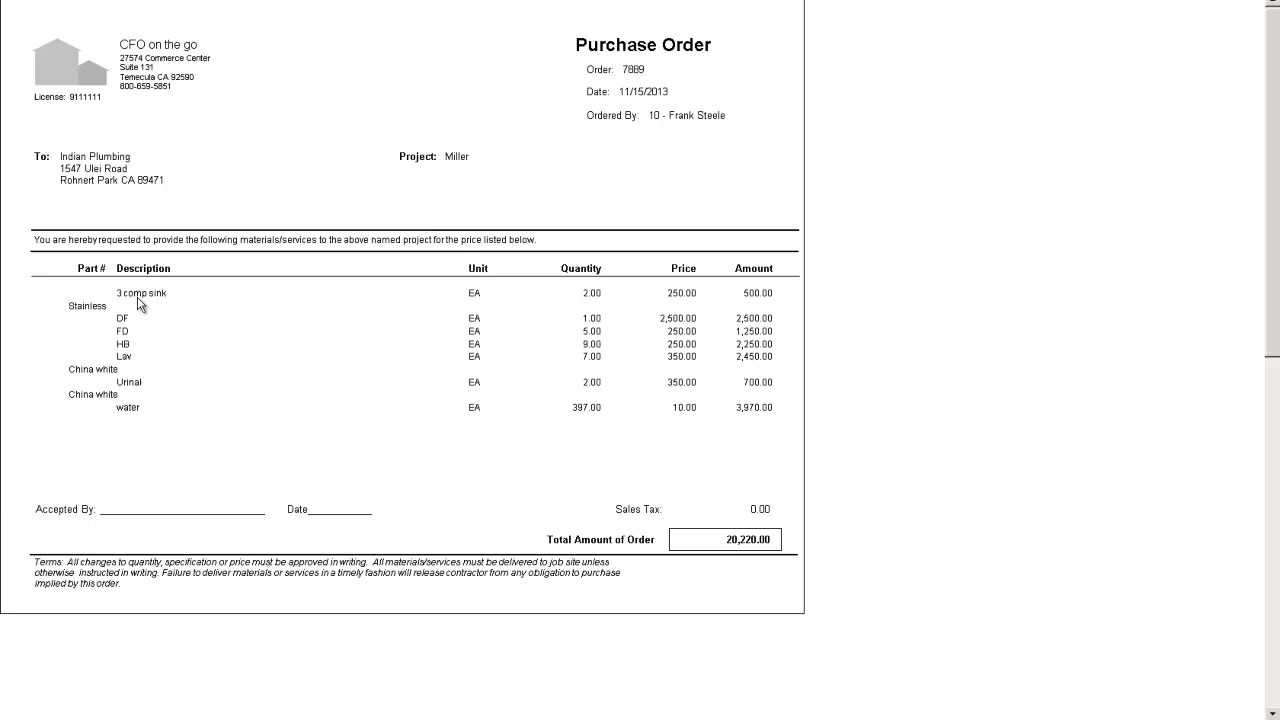 CFO on the go
27574 Commerce Center
Suite 131
Temecula CA 92590
800-659-5851
License: 9111111
Purchase Order
Order: 7889
Date: 11/15/2013
Ordered By: 10 - Frank Steele
To: Indian Plumbing
1547 Ulei Road
Rohnert Park CA 89471
Project: Miller
You are hereby requested to provide the following materials/services to the above named project for the price listed below.
Part # Description Unit Quantity Price Amount
3 comp sink EA 2.00 250.00 500.00
Stainless
DF EA 1.00 2,500.00 2,500.00
FD EA 5.00 250.00 1,250.00
HB EA 9.00 250.00 2,250.00
Lav EA 7.00 350.00 2,450.00
China white
Urinal EA 2.00 350.00 700.00
China white
water EA 397.00 10.00 3,970.00
Accepted By: Date Sales Tax: 0.00
Total Amount of Order 20,220.00
Terms: All changes to quantity, specification or price must be approved in writing. All materials/services must be delivered to job site unless
otherwise instructed in writing. Failure to deliver materials or services in a timely fashion will release contractor from any obligation to purchase
implied by this order.